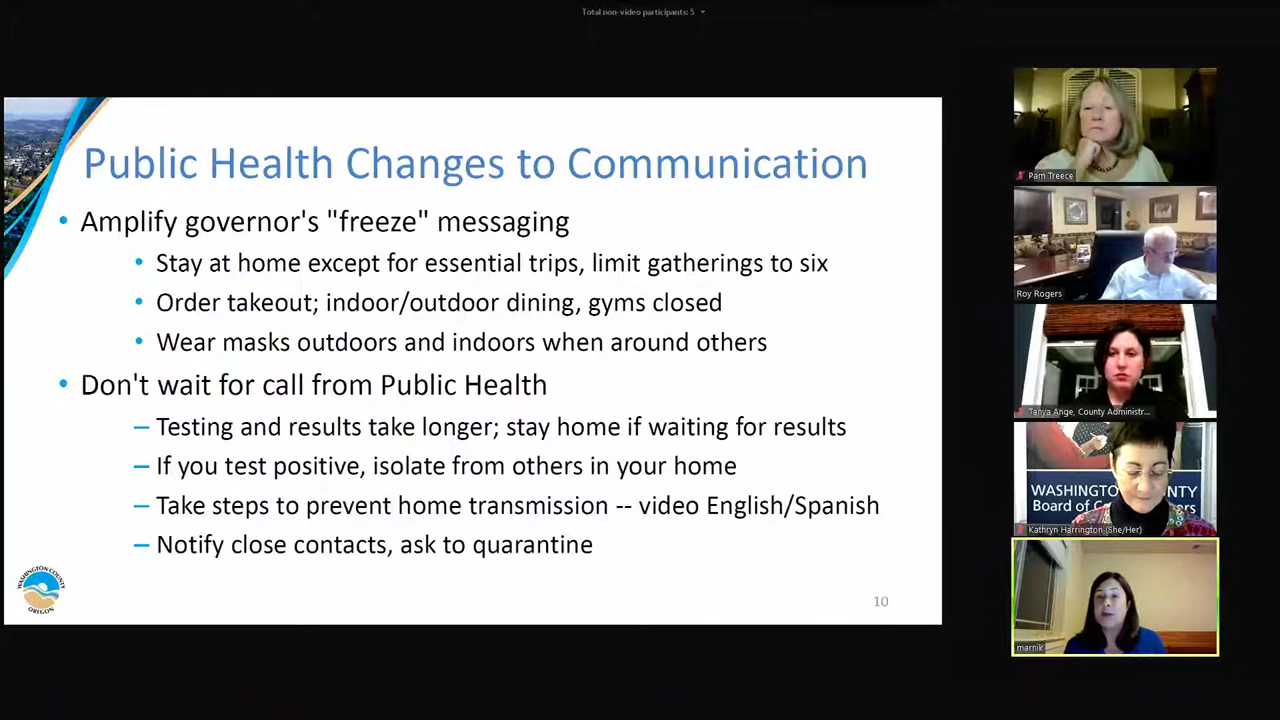 Total non-video participants: 5
Public Health Changes to Communication
• Amplify governor's "freeze" messaging
• Stay at home except for essential trips, limit gatherings to six
• Order takeout; indoor/outdoor dining, gyms closed
• Wear masks outdoors and indoors when around others
• Don't wait for call from Public Health
– Testing and results take longer; stay home if waiting for results
– If you test positive, isolate from others in your home
– Take steps to prevent home transmission -- video English/Spanish
– Notify close contacts, ask to quarantine
WASHINGTON COUNTY
OREGON
10
Pam Treece
Roy Rogers
Tanya Ange, County Administr...
WASHINGTO NTY
Board of C ers
Kathryn Harrington (She/Her)
marnik